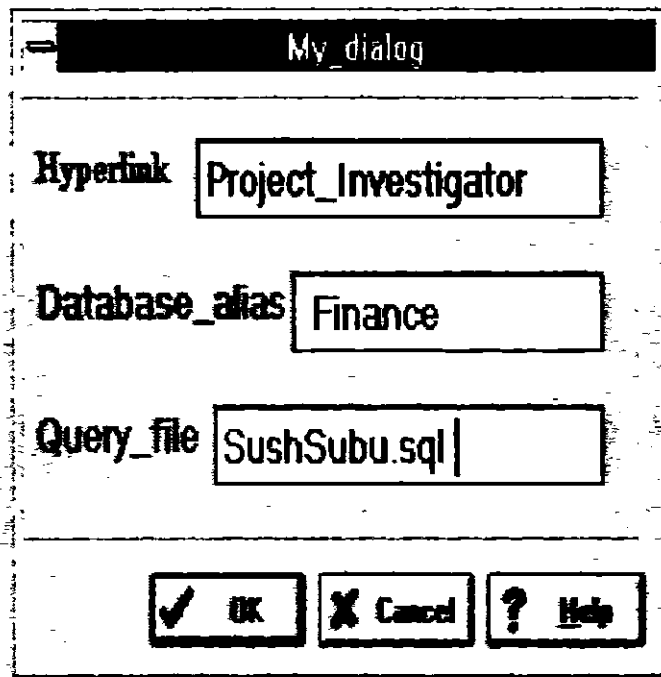 My_dialog
Hyperlink Project_Investigator
Database_alias Finance
Query_file SushSubu.sql
OK Cancel ? Help